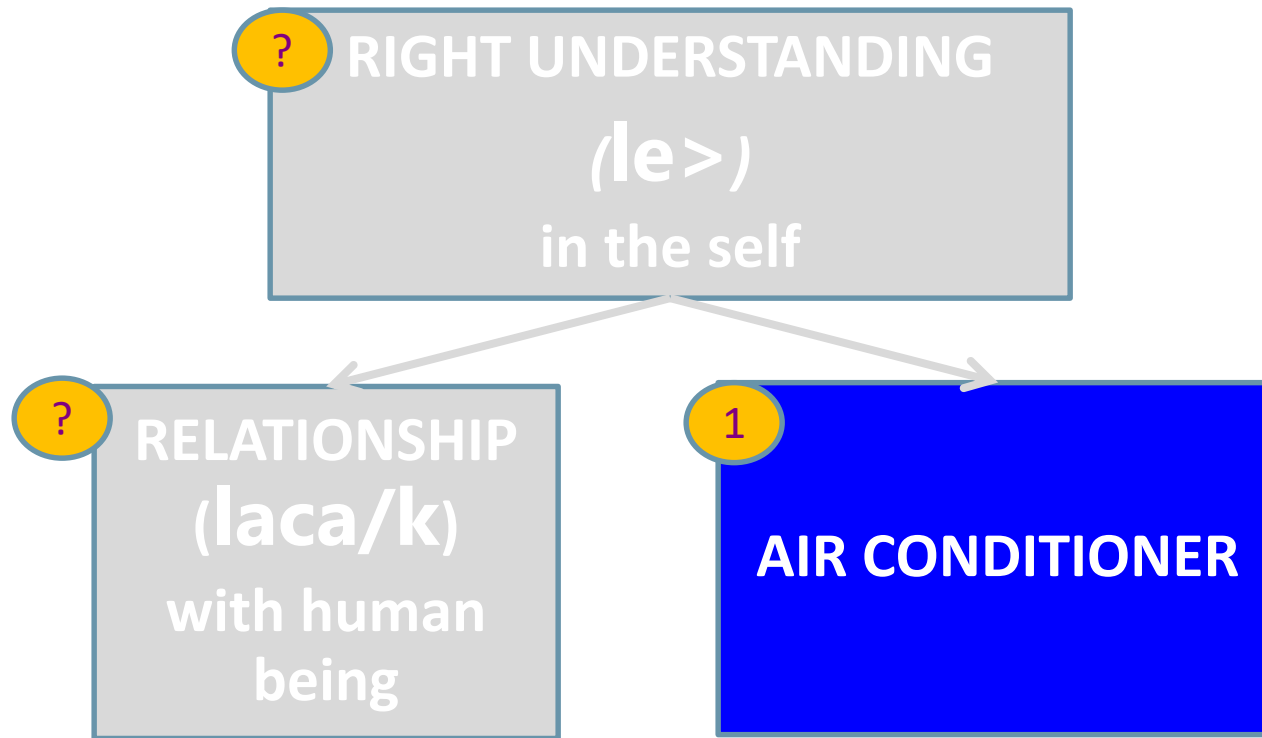 ?
RIGHT UNDERSTANDING
(le>)
in the self
?
RELATIONSHIP
(laca/k)
with human
being
1
AIR CONDITIONER